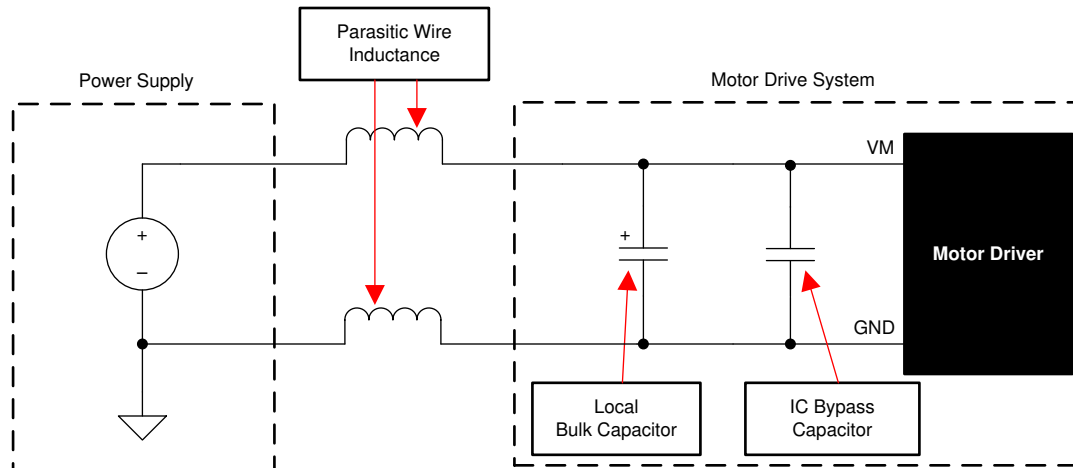 Parasitic Wire
Inductance
Power Supply
Motor Drive System
VM
+
+
–
Motor Driver
GND
Local
Bulk Capacitor
IC Bypass
Capacitor